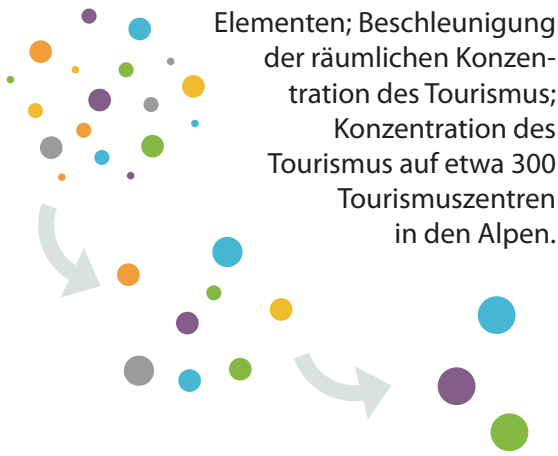 Elementen; Beschleunigung
der räumlichen Konzen-
tration des Tourismus;
Konzentration des
Tourismus auf etwa 300
Tourismuszentren
in den Alpen.